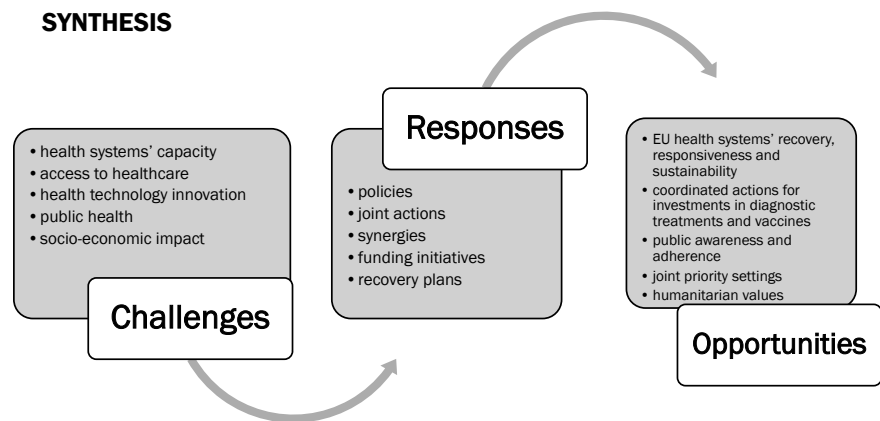 SYNTHESIS
• health systems' capacity
• access to healthcare
• health technology innovation
• public health
• socio-economic impact
Challenges
Responses
• policies
• joint actions
• synergies
• funding initiatives
• recovery plans
• EU health systems' recovery,
responsiveness and
sustainability
• coordinated actions for
investments in diagnostic
treatments and vaccines
• public awareness and
adherence
• joint priority settings
• humanitarian values
Opportunities